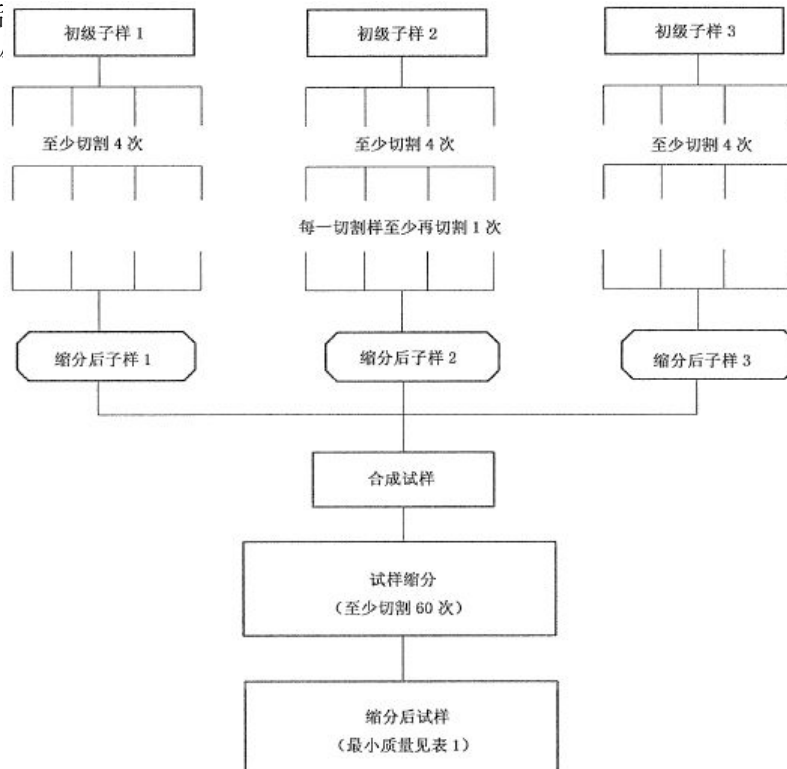 初级子样1
初级子样2
初级子样3
至少切割4次
至少切割4次
至少切割4次
每一切割样至少再切割1次
缩分后子样1
缩分后子样2
缩分后子样3
合成试样
试样缩分
（至少切割60次）
缩分后试样
（最小质量见表1）